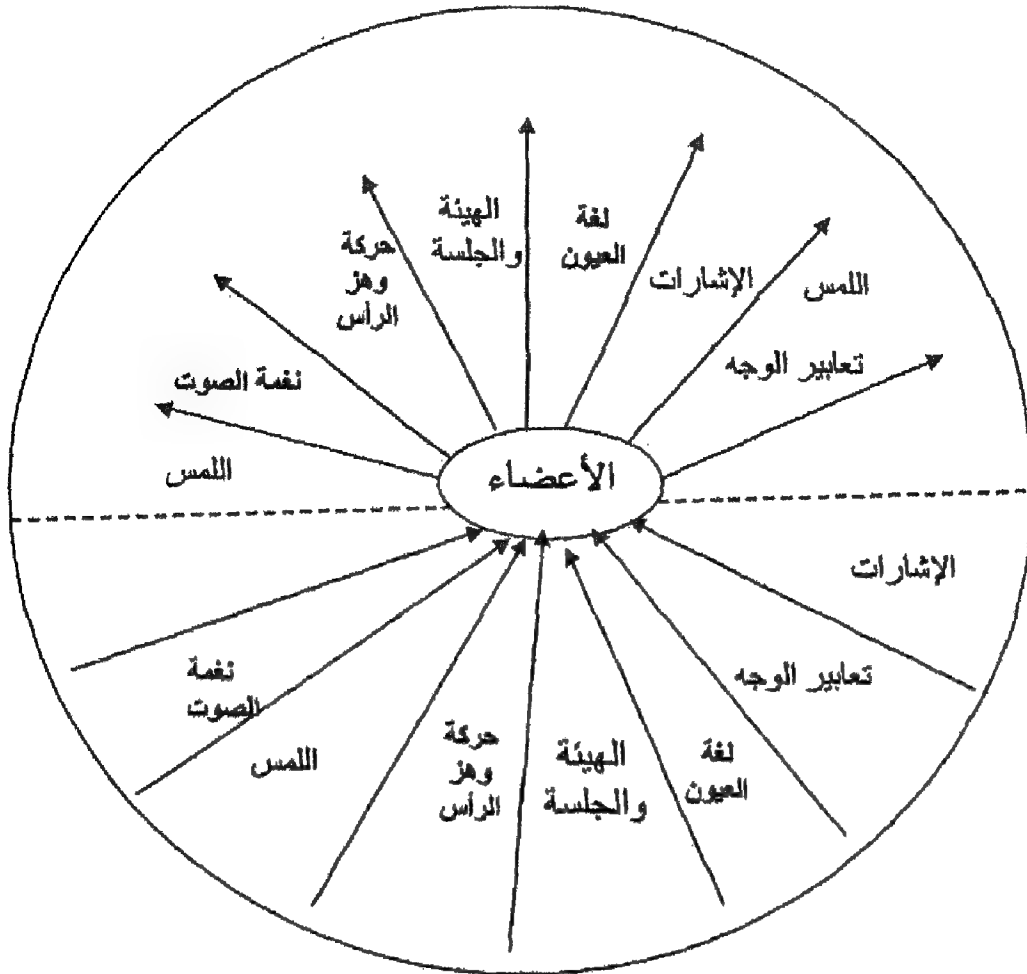 الهيئة
والجلسة
لغة
العيون
حركة
وهز
الرأس
الإشارات
اللمس
نغمة الصوت
تعابير الوجه
اللمس
الأعضاء
الإشارات
نغمة
الصوت
تعابير الوجه
اللمس
حركة
وهز
الرأس
الهيئة
والجلسة
لغة
العيون